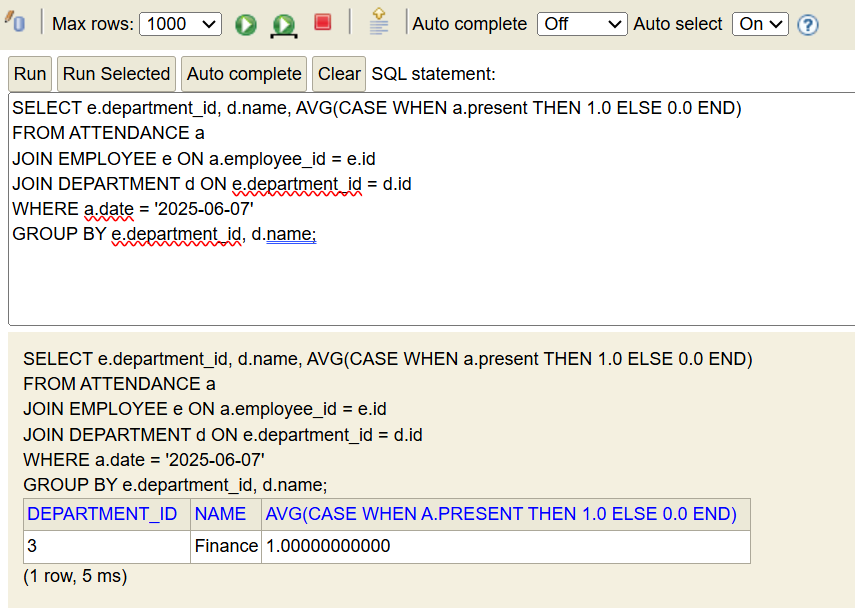 Max rows: 1000 Auto complete Off Auto select On ?
Run Run Selected Auto complete Clear SQL statement:
SELECT e.department_id, d.name, AVG(CASE WHEN a.present THEN 1.0 ELSE 0.0 END)
FROM ATTENDANCE a
JOIN EMPLOYEE e ON a.employee_id = e.id
JOIN DEPARTMENT d ON e.department_id = d.id
WHERE a.date = '2025-06-07'
GROUP BY e.department_id, d.name;
SELECT e.department_id, d.name, AVG(CASE WHEN a.present THEN 1.0 ELSE 0.0 END)
FROM ATTENDANCE a
JOIN EMPLOYEE e ON a.employee_id = e.id
JOIN DEPARTMENT d ON e.department_id = d.id
WHERE a.date = '2025-06-07'
GROUP BY e.department_id, d.name;
DEPARTMENT_ID NAME AVG(CASE WHEN A.PRESENT THEN 1.0 ELSE 0.0 END)
3 Finance 1.00000000000
(1 row, 5 ms)